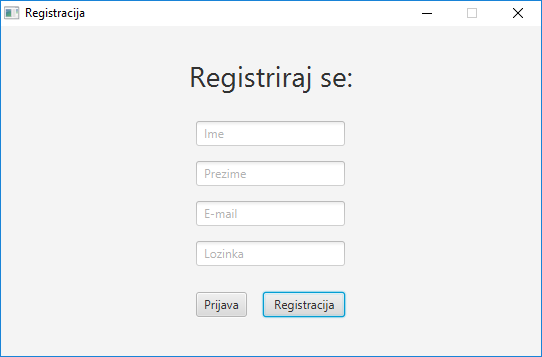 Registracija
Registriraj se:
Ime
Prezime
E-mail
Lozinka
Prijava Registracija